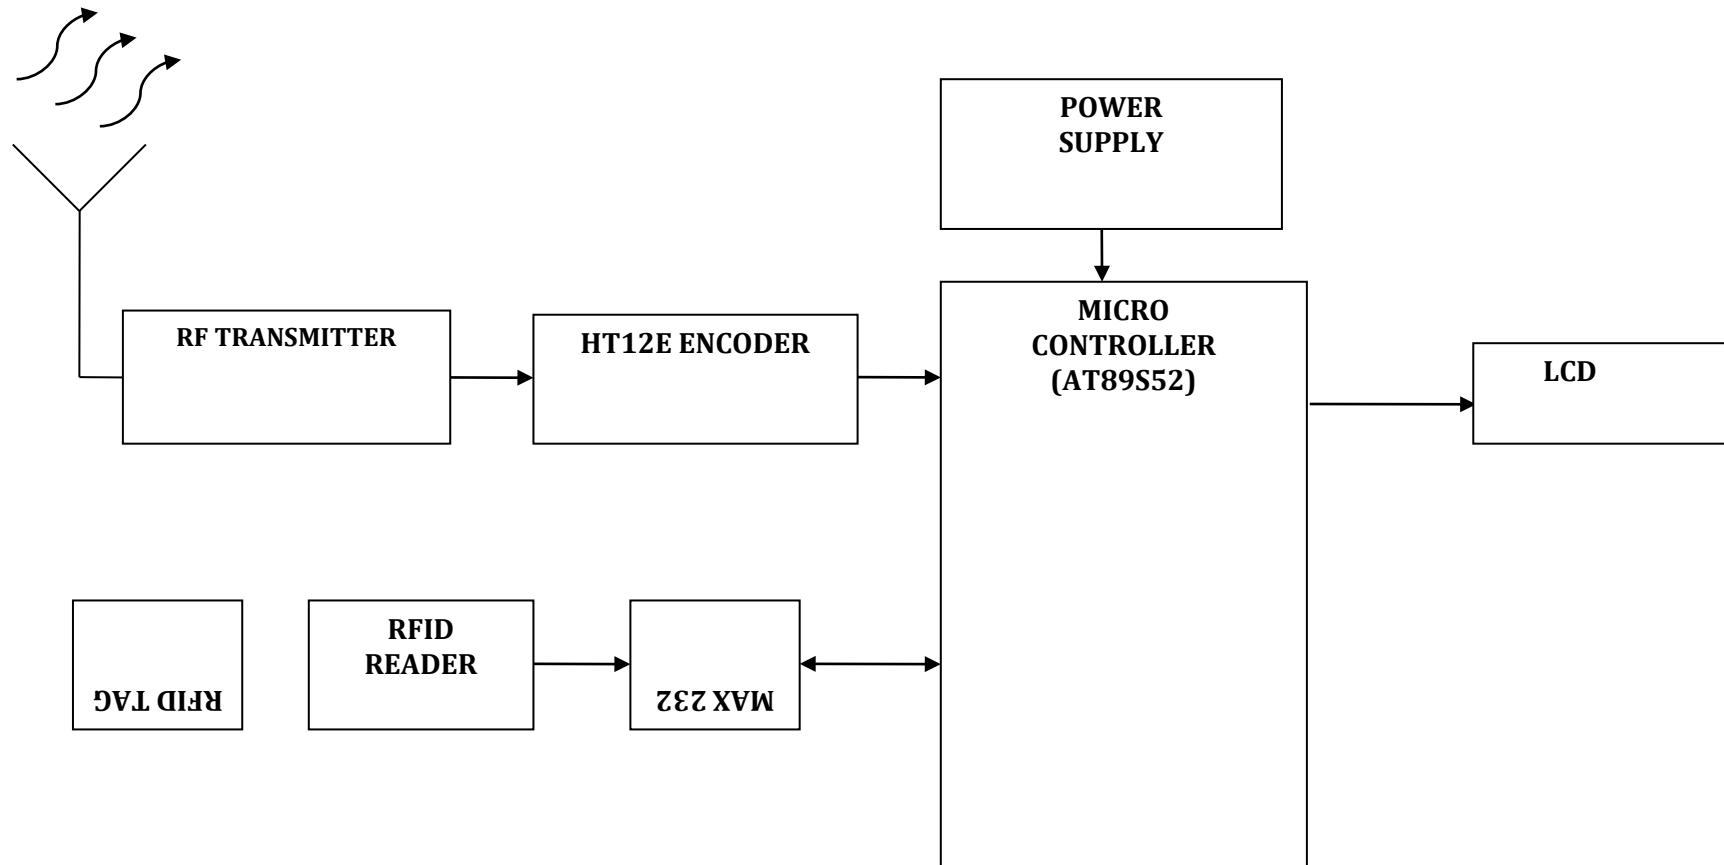 POWER
SUPPLY
RF TRANSMITTER
HT12E ENCODER
MICRO
CONTROLLER
(AT89S52)
LCD
RFID TAG
RFID
READER
MAX 232